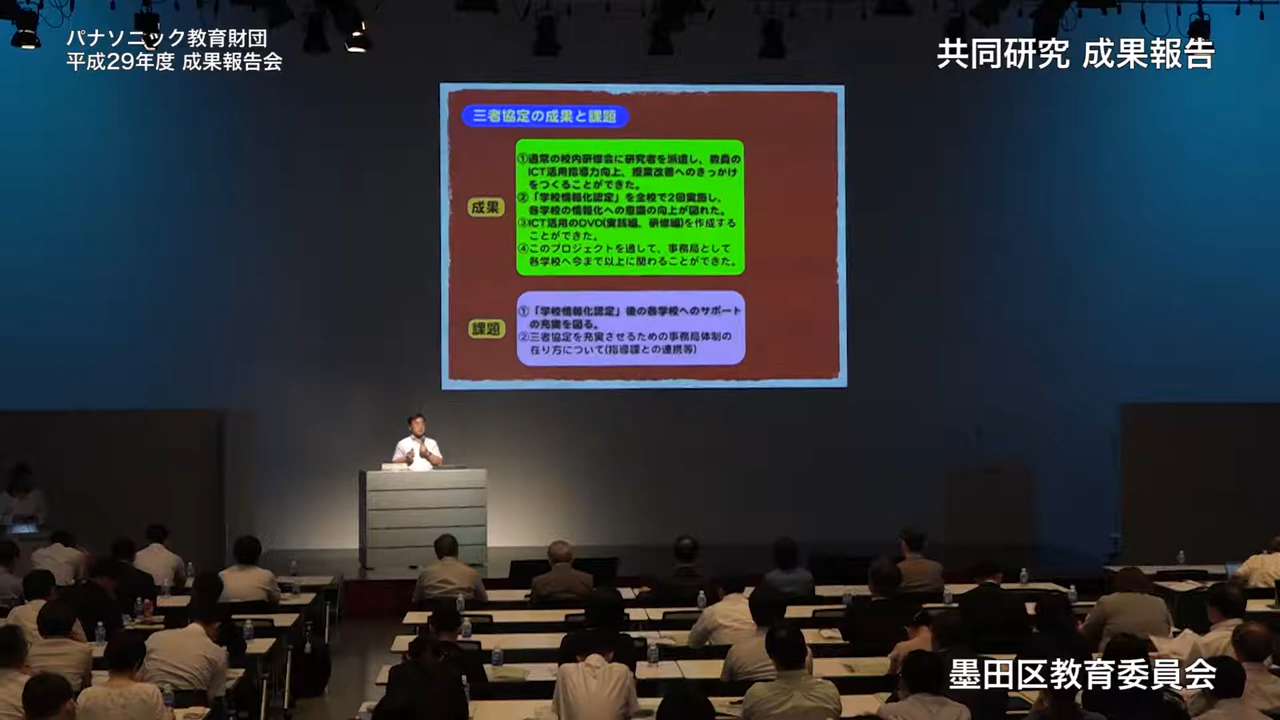 パナソニック教育財団
平成29年度 成果報告会
共同研究 成果報告
三者協定の成果と課題
成果
①通常の校内研修会に研究者を派遣し、教員の
ICT活用指導力向上、授業改善へのきっかけ
をつくることができた。
②「学校情報化認定」を全校で2回実施し、
各学校の情報化への意識の向上が図れた。
③ICT活用のDVD(実践編、研修編)を作成する
ことができた。
④このプロジェクトを通して、事務局として
各学校へ今まで以上に関わることができた。
課題
①「学校情報化認定」後の各学校へのサポート
の充実を図る。
②三者協定を充実させるための事務局体制の
在り方について(指導課との連携等)
墨田区教育委員会